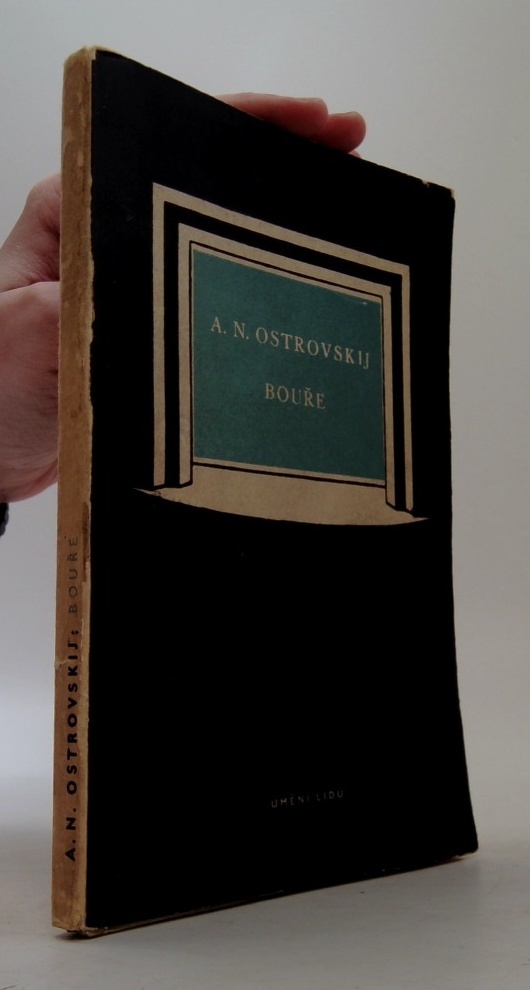 A. N. OSTROVSKIJ
BOUŘE
UMĚNÍ LIDU
A. N. OSTROVSKIJ: BOUŘE